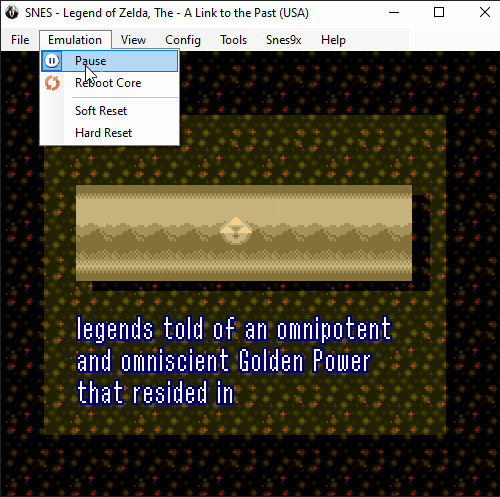 SNES - Legend of Zelda, The - A Link to the Past (USA)
File Emulation View Config Tools Snes9x Help
Pause
Reboot Core
Soft Reset
Hard Reset
legends told of an omnipotent
and omniscient Golden Power
that resided in